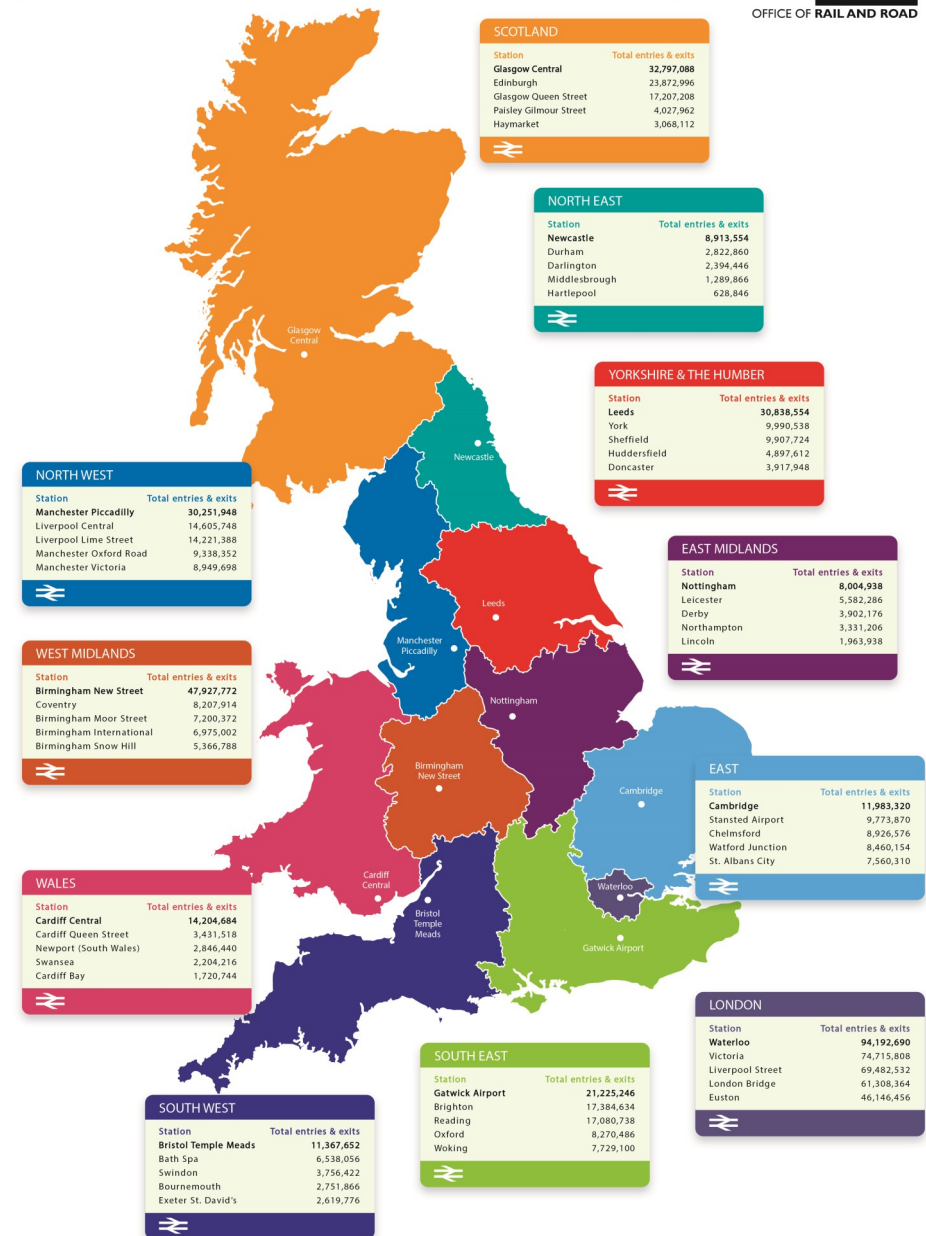 OFFICE OF RAIL AND ROAD
SCOTLAND
Station Total entries & exits
Glasgow Central 32,797,088
Edinburgh 23,872,996
Glasgow Queen Street 17,207,208
Paisley Gilmour Street 4,027,962
Haymarket 3,068,112
NORTH EAST
Station Total entries & exits
Newcastle 8,913,554
Durham 2,822,860
Darlington 2,394,446
Middlesbrough 1,289,866
Hartlepool 628,846
Glasgow
Central
YORKSHIRE & THE HUMBER
Station Total entries & exits
Leeds 30,838,554
York 9,990,538
Sheffield 9,907,724
Huddersfield 4,897,612
Doncaster 3,917,948
Newcastle
NORTH WEST
Station Total entries & exits
Manchester Piccadilly 30,251,948
Liverpool Central 14,605,748
Liverpool Lime Street 14,221,388
Manchester Oxford Road 9,338,352
Manchester Victoria 8,949,698
EAST MIDLANDS
Station Total entries & exits
Nottingham 8,004,938
Leicester 5,582,286
Derby 3,902,176
Northampton 3,331,206
Lincoln 1,963,938
Leeds
Manchester
Piccadilly
WEST MIDLANDS
Station Total entries & exits
Birmingham New Street 47,927,772
Coventry 8,207,914
Birmingham Moor Street 7,200,372
Birmingham International 6,975,002
Birmingham Snow Hill 5,366,788
Nottingham
Birmingham
New Street
Cambridge
EAST
Station Total entries & exits
Cambridge 11,983,320
Stansted Airport 9,773,870
Chelmsford 8,926,576
Watford Junction 8,460,154
St. Albans City 7,560,310
WALES
Station Total entries & exits
Cardiff Central 14,204,684
Cardiff Queen Street 3,431,518
Newport (South Wales) 2,846,440
Swansea 2,204,216
Cardiff Bay 1,720,744
Cardiff
Central
Bristol
Temple
Meads
Waterloo
Gatwick Airport
LONDON
Station Total entries & exits
Waterloo 94,192,690
Victoria 74,715,808
Liverpool Street 69,482,532
London Bridge 61,308,364
Euston 46,146,456
SOUTH EAST
Station Total entries & exits
Gatwick Airport 21,225,246
Brighton 17,384,634
Reading 17,080,738
Oxford 8,270,486
Woking 7,729,100
SOUTH WEST
Station Total entries & exits
Bristol Temple Meads 11,367,652
Bath Spa 6,538,056
Swindon 3,756,422
Bournemouth 2,751,866
Exeter St. David's 2,619,776